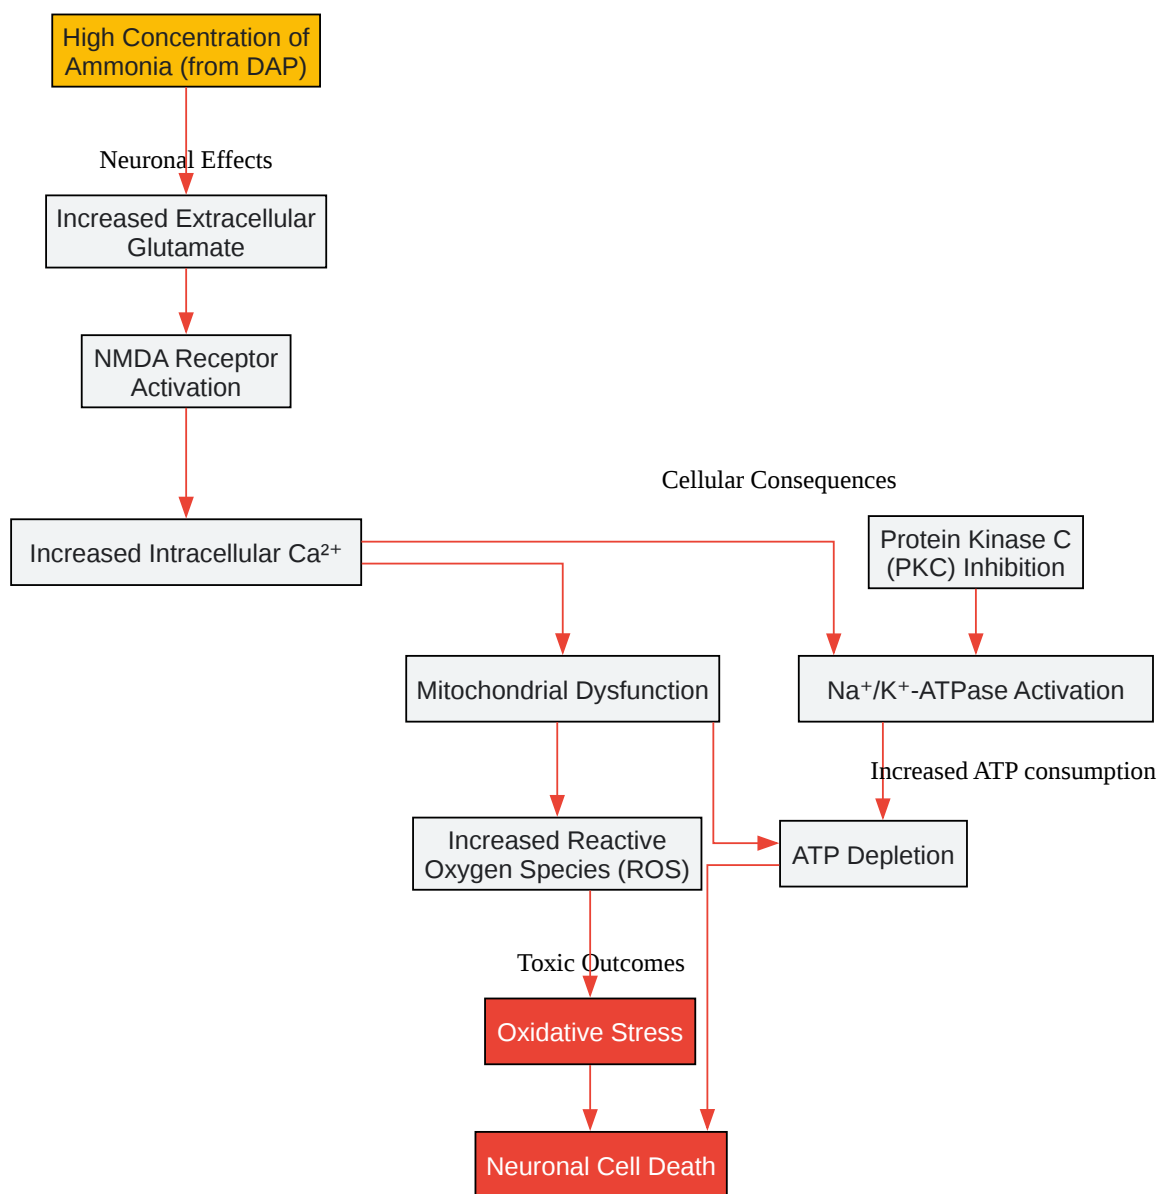 High Concentration of
Ammonia (from DAP)
Neuronal Effects
Increased Extracellular
Glutamate
NMDA Receptor
Activation
Cellular Consequences
Increased Intracellular Ca²⁺
Protein Kinase C
(PKC) Inhibition
Mitochondrial Dysfunction
Na⁺/K⁺-ATPase Activation
Increased ATP consumption
Increased Reactive
Oxygen Species (ROS)
ATP Depletion
Toxic Outcomes
Oxidative Stress
Neuronal Cell Death